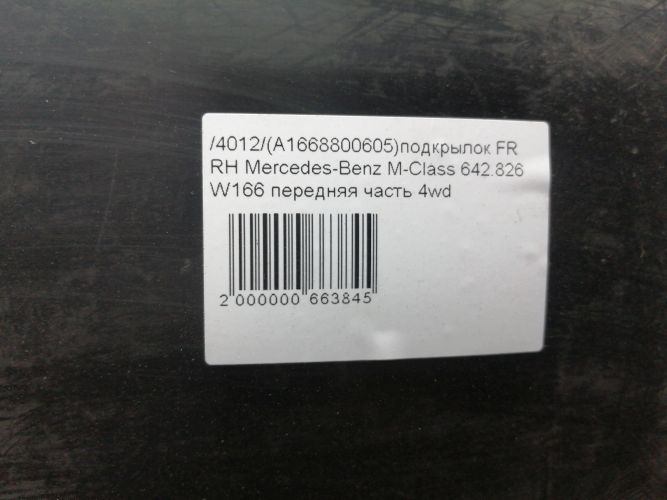 /4012/(A1668800605)подкрылок FR
RH Mercedes-Benz M-Class 642.826
W166 передняя часть 4wd
2 000000 663845